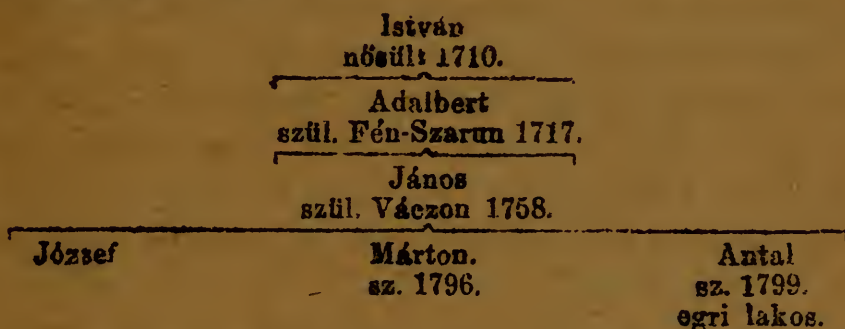 István
nősült 1710.
Adalbert
szül. Fén-Szarun 1717.
János
szül. Váczon 1758.
József Márton. Antal
sz. 1796. sz. 1799.
egri lakos.